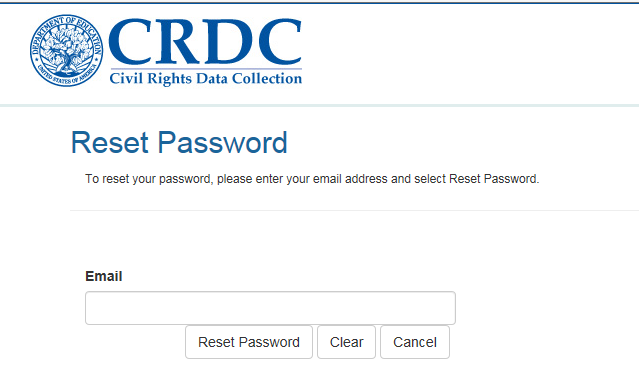 DEPARTMENT OF EDUCATION
UNITED STATES OF AMERICA
CRDC
Civil Rights Data Collection
Reset Password
To reset your password, please enter your email address and select Reset Password.
Email
Reset Password Clear Cancel